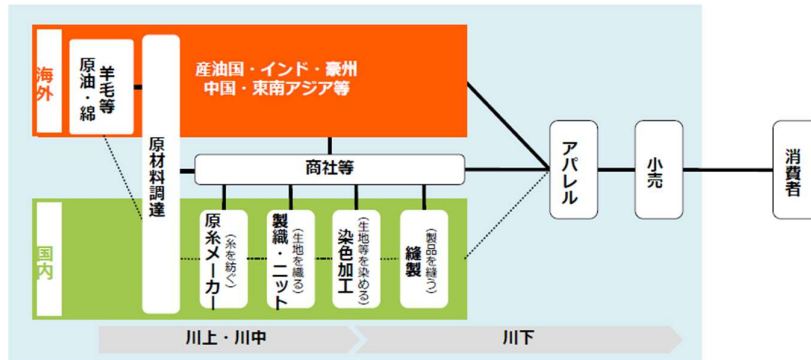 海外
原油・綿
羊毛等
産油国・インド・豪州
中国・東南アジア等
原材料調達
商社等
国内
原糸メーカー
(糸を紡ぐ)
製織・ニット
(生地を織る)
染色加工
(生地等を染める)
縫製
(製品を縫う)
アパレル
小売
消費者
川上・川中
川下